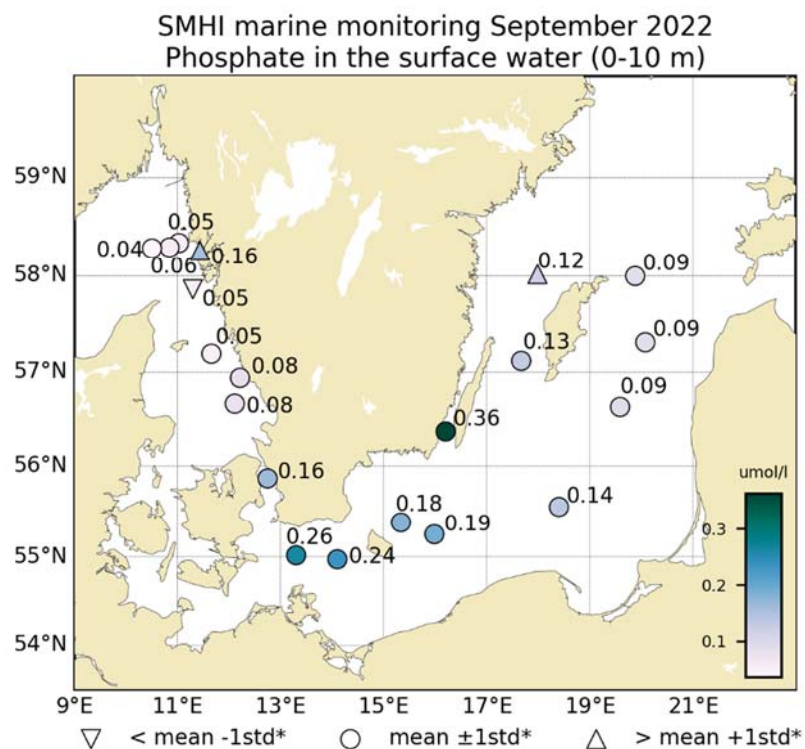 SMHI marine monitoring September 2022
Phosphate in the surface water (0-10 m)
59°N
58°N
57°N
56°N
55°N
54°N
0.05
0.04
0.06
0.16
0.05
0.05
0.08
0.08
0.16
0.26
0.24
0.18
0.19
0.14
0.36
0.13
0.12
0.09
0.09
0.09
umol/l
0.3
0.2
0.1
9°E 11°E 13°E 15°E 17°E 19°E 21°E
< mean -1std* mean ±1std* > mean +1std*